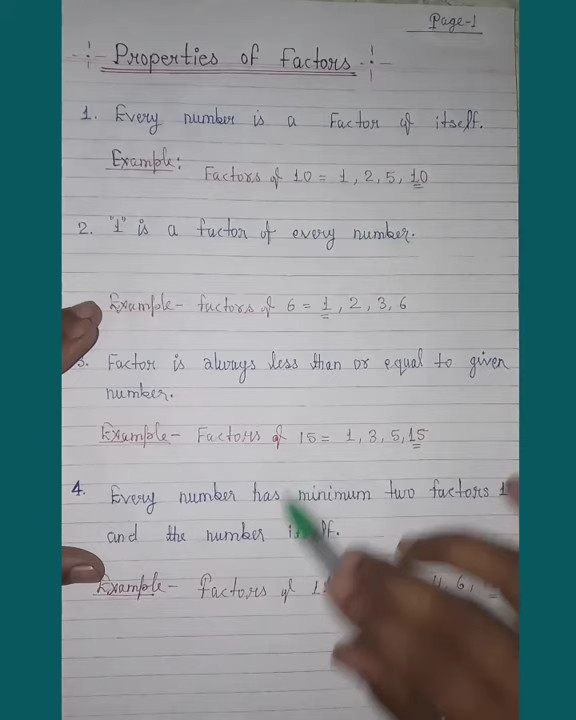 Page-1
Properties of Factors
1. Every number is a Factor of itself.
Example: Factors of 10 = 1, 2, 5, 10
2. "1" is a factor of every number.
Example- factors of 6 = 1, 2, 3, 6
3. Factor is always less than or equal to given
number.
Example- Factors of 15 = 1, 3, 5, 15
4. Every number has minimum two factors 1
and the number itself.
Example- Factors of 4, 6,